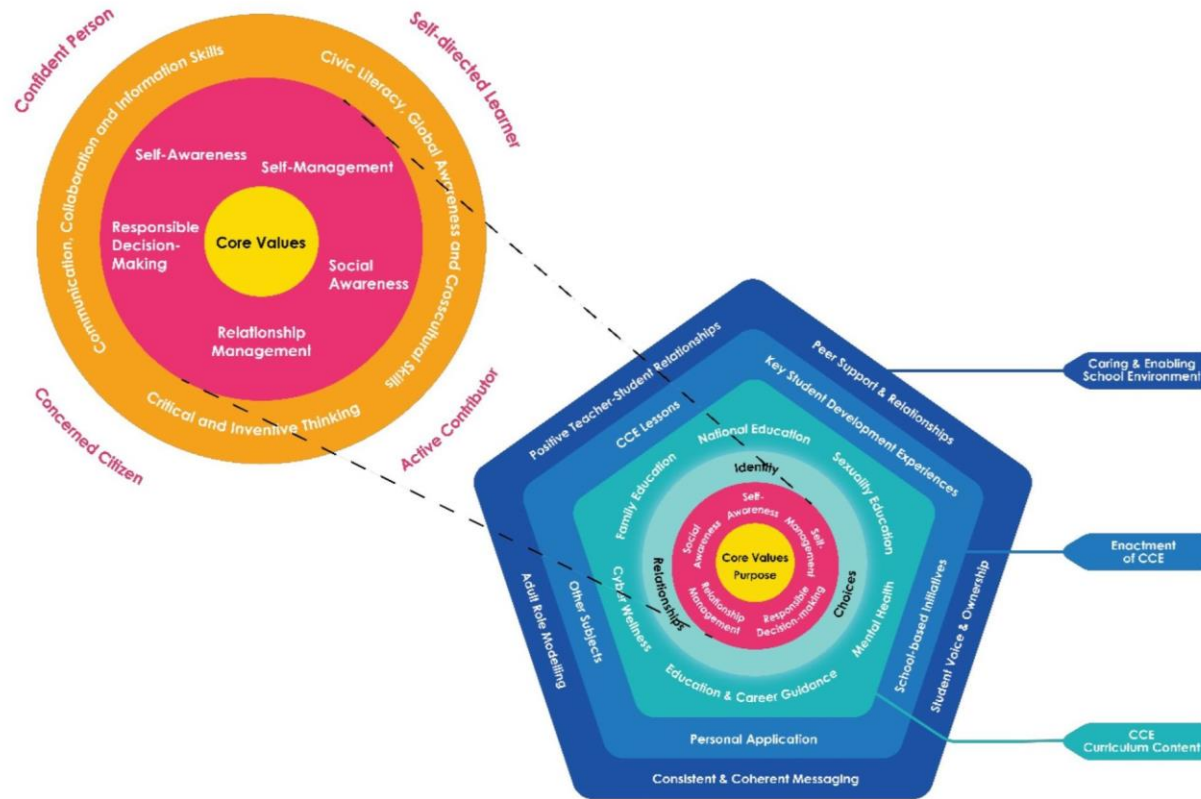 Confident Person
Self-directed Learner
Communication, Collaboration and Information Skills
Civic Literacy, Global Awareness and Crosscultural Skills
Self-Awareness
Self-Management
Core Values
Responsible
Decision-
Making
Social
Awareness
Relationship
Management
Critical and Inventive Thinking
Concerned Citizen
Active Contributor
Positive Teacher-Student Relationships
Peer Support & Relationships
Caring & Enabling
School Environment
CCE Lessons
Key Student Development Experiences
National Education
Family Education
Sexuality Education
Identity
Self-
Awareness
Social
Awareness
Self-
Management
Core Values
Purpose
Relationship
Management
Responsible
Decision-making
Relationships
Choices
Enactment
of CCE
Cyber Wellness
Mental Health
Education & Career Guidance
Other Subjects
School-based Initiatives
Adult Role Modelling
Student Voice & Ownership
Personal Application
Consistent & Coherent Messaging
CCE
Curriculum Content